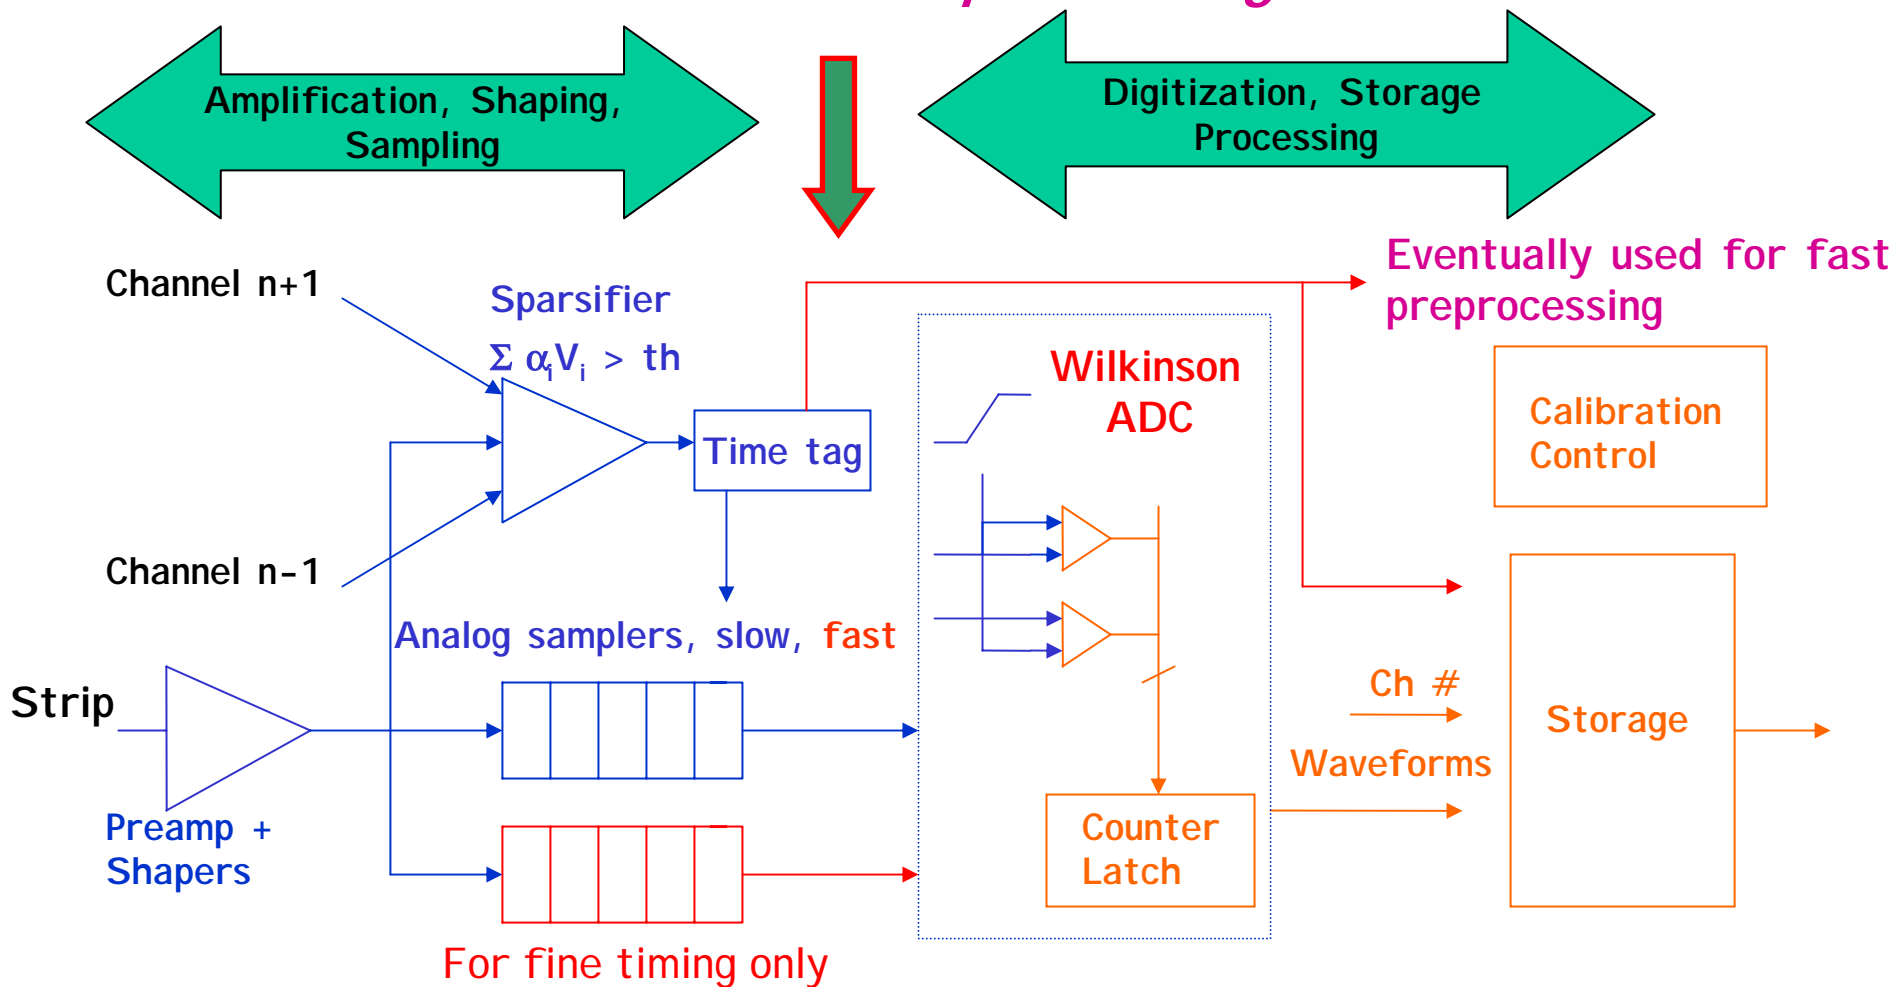 Amplification, Shaping,
Sampling
Digitization, Storage
Processing
Eventually used for fast
preprocessing
Channel n+1
Sparsifier
Σ αᵢVᵢ > th
Wilkinson
ADC
Calibration
Control
Time tag
Channel n-1
Analog samplers, slow, fast
Strip
Ch #
Storage
Waveforms
Preamp +
Shapers
Counter
Latch
For fine timing only